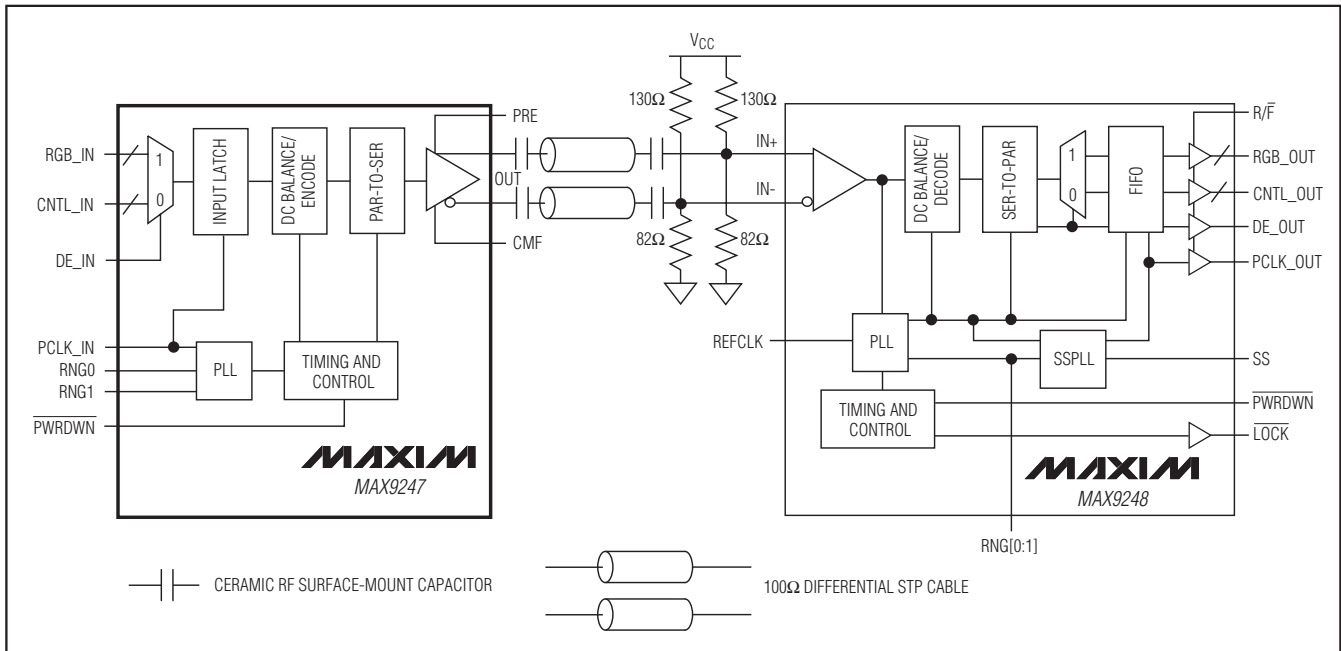 VCC
130Ω
130Ω
PRE
R/F̅
RGB_IN
1
0
INPUT LATCH
DC BALANCE/
ENCODE
PAR-TO-SER
OUT
IN+
IN-
DC BALANCE/
DECODE
SER-TO-PAR
1
0
FIFO
RGB_OUT
CNTL_IN
CNTL_OUT
DE_IN
CMF
82Ω
82Ω
DE_OUT
PCLK_OUT
PCLK_IN
RNG0
RNG1
PLL
TIMING AND
CONTROL
REFCLK
PLL
SSPLL
SS
P̅W̅R̅D̅W̅N̅
TIMING AND
CONTROL
P̅W̅R̅D̅W̅N̅
L̅O̅C̅K̅
MAXIM
MAX9247
MAXIM
MAX9248
RNG[0:1]
CERAMIC RF SURFACE-MOUNT CAPACITOR
100Ω DIFFERENTIAL STP CABLE